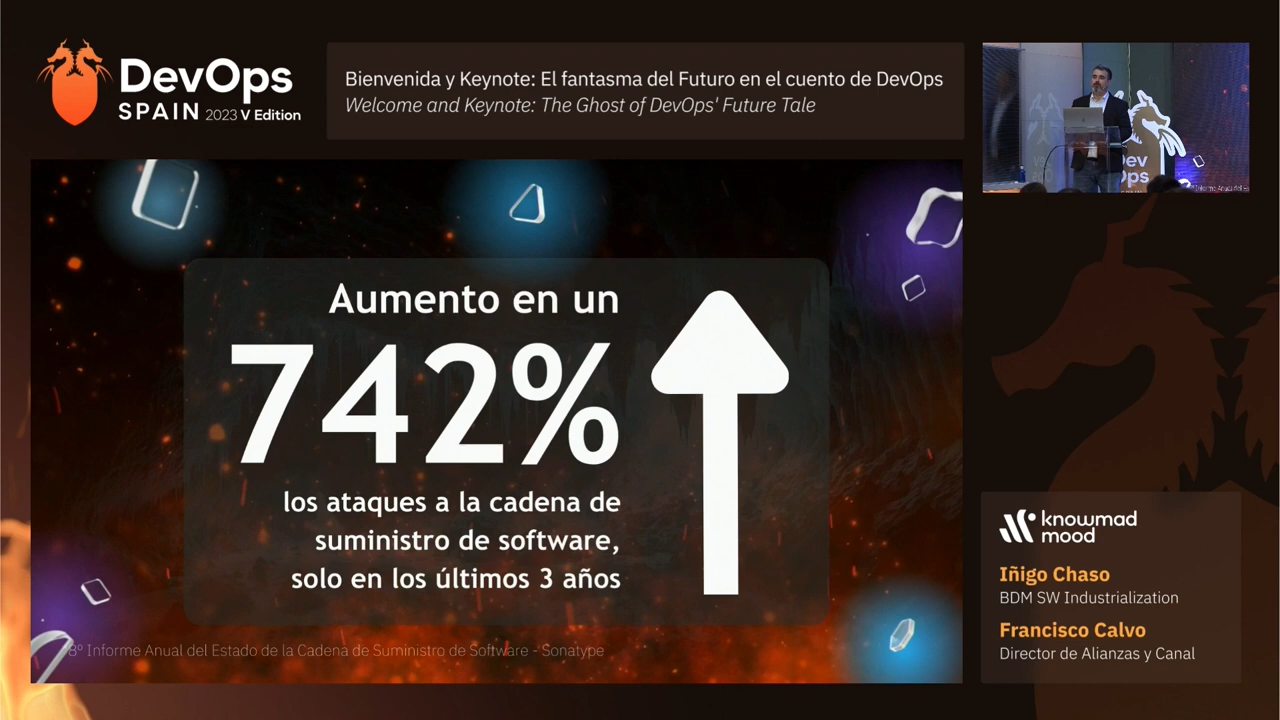 DevOps
SPAIN 2023 V Edition
Bienvenida y Keynote: El fantasma del Futuro en el cuento de DevOps
Welcome and Keynote: The Ghost of DevOps' Future Tale
Dev
Ops
Aumento en un
742%
los ataques a la cadena de
suministro de software,
solo en los últimos 3 años
8º Informe Anual del Estado de la Cadena de Suministro de Software - Sonatype
knowmad
mood
Iñigo Chaso
BDM SW Industrialization
Francisco Calvo
Director de Alianzas y Canal